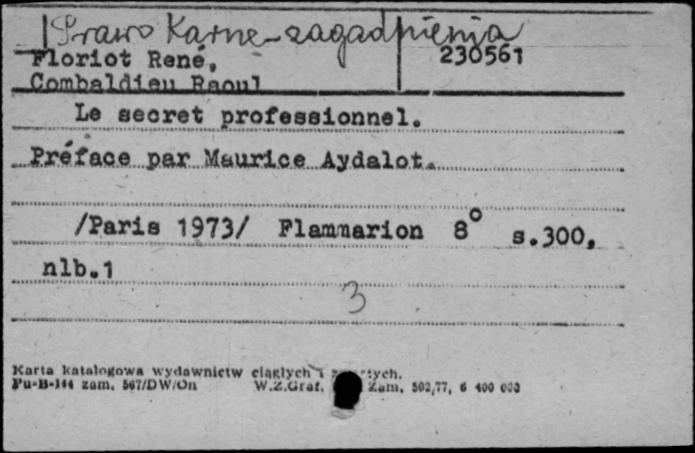 Prawo Karne - zagadnienia
Floriot René, 230561
Combaldieu Raoul
Le secret professionnel.
Préface par Maurice Aydalot.
/Paris 1973/ Flammarion 8° s.300,
nlb.1
3
Karta katalogowa wydawnictw ciągłych i
Pu-B-144 zam. 567/DW/On W.Z.Graf. Zam. 502,77, 6 400 000